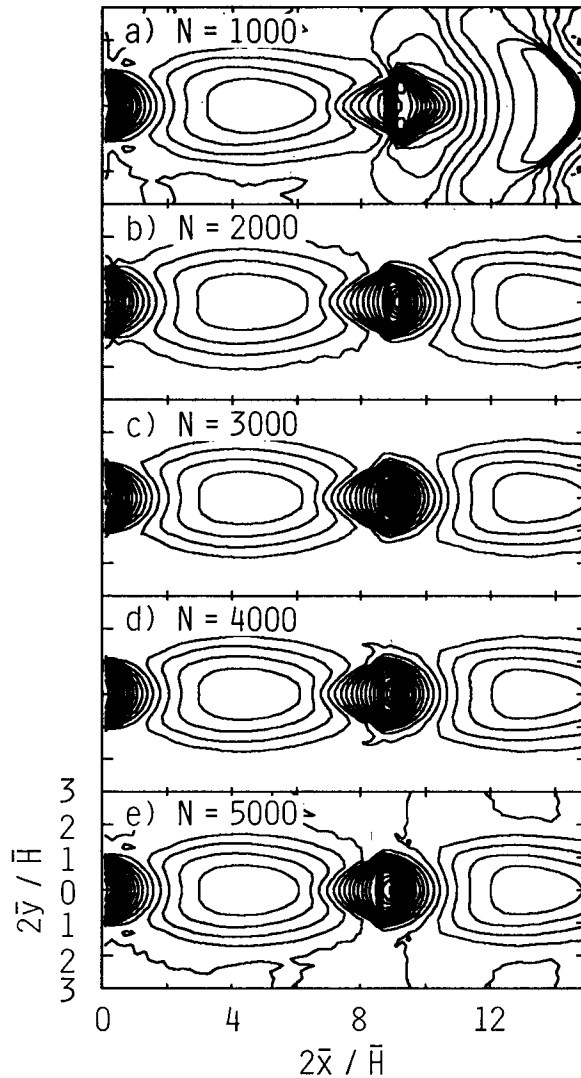 a) N = 1000
b) N = 2000
c) N = 3000
d) N = 4000
e) N = 5000
3
2
1
0
1
2
3
2ȳ / H̄
0 4 8 12
2x̄ / H̄